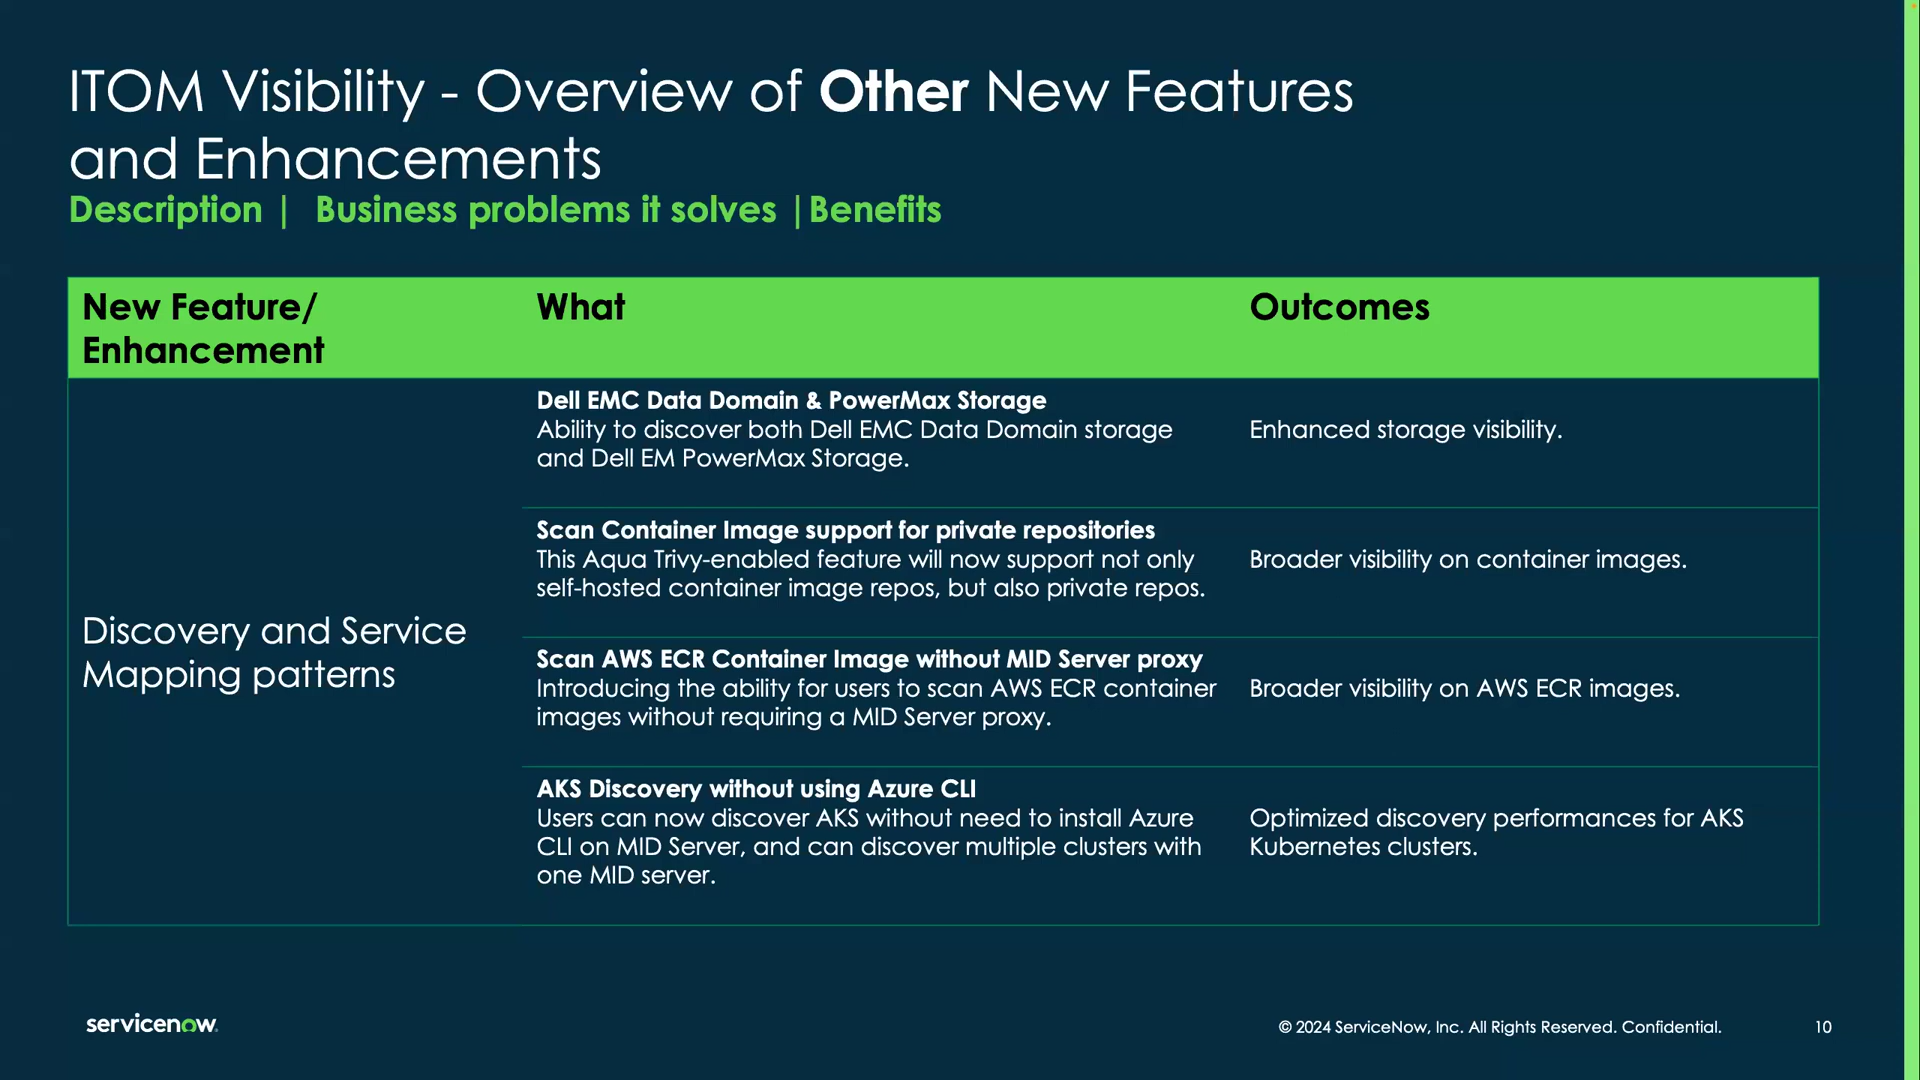 ITOM Visibility - Overview of Other New Features
and Enhancements
Description | Business problems it solves |Benefits
New Feature/
Enhancement
What
Outcomes
Discovery and Service
Mapping patterns
Dell EMC Data Domain & PowerMax Storage
Ability to discover both Dell EMC Data Domain storage
and Dell EM PowerMax Storage.
Enhanced storage visibility.
Scan Container Image support for private repositories
This Aqua Trivy-enabled feature will now support not only
self-hosted container image repos, but also private repos.
Broader visibility on container images.
Scan AWS ECR Container Image without MID Server proxy
Introducing the ability for users to scan AWS ECR container
images without requiring a MID Server proxy.
Broader visibility on AWS ECR images.
AKS Discovery without using Azure CLI
Users can now discover AKS without need to install Azure
CLI on MID Server, and can discover multiple clusters with
one MID server.
Optimized discovery performances for AKS
Kubernetes clusters.
servicenow.
© 2024 ServiceNow, Inc. All Rights Reserved. Confidential.
10